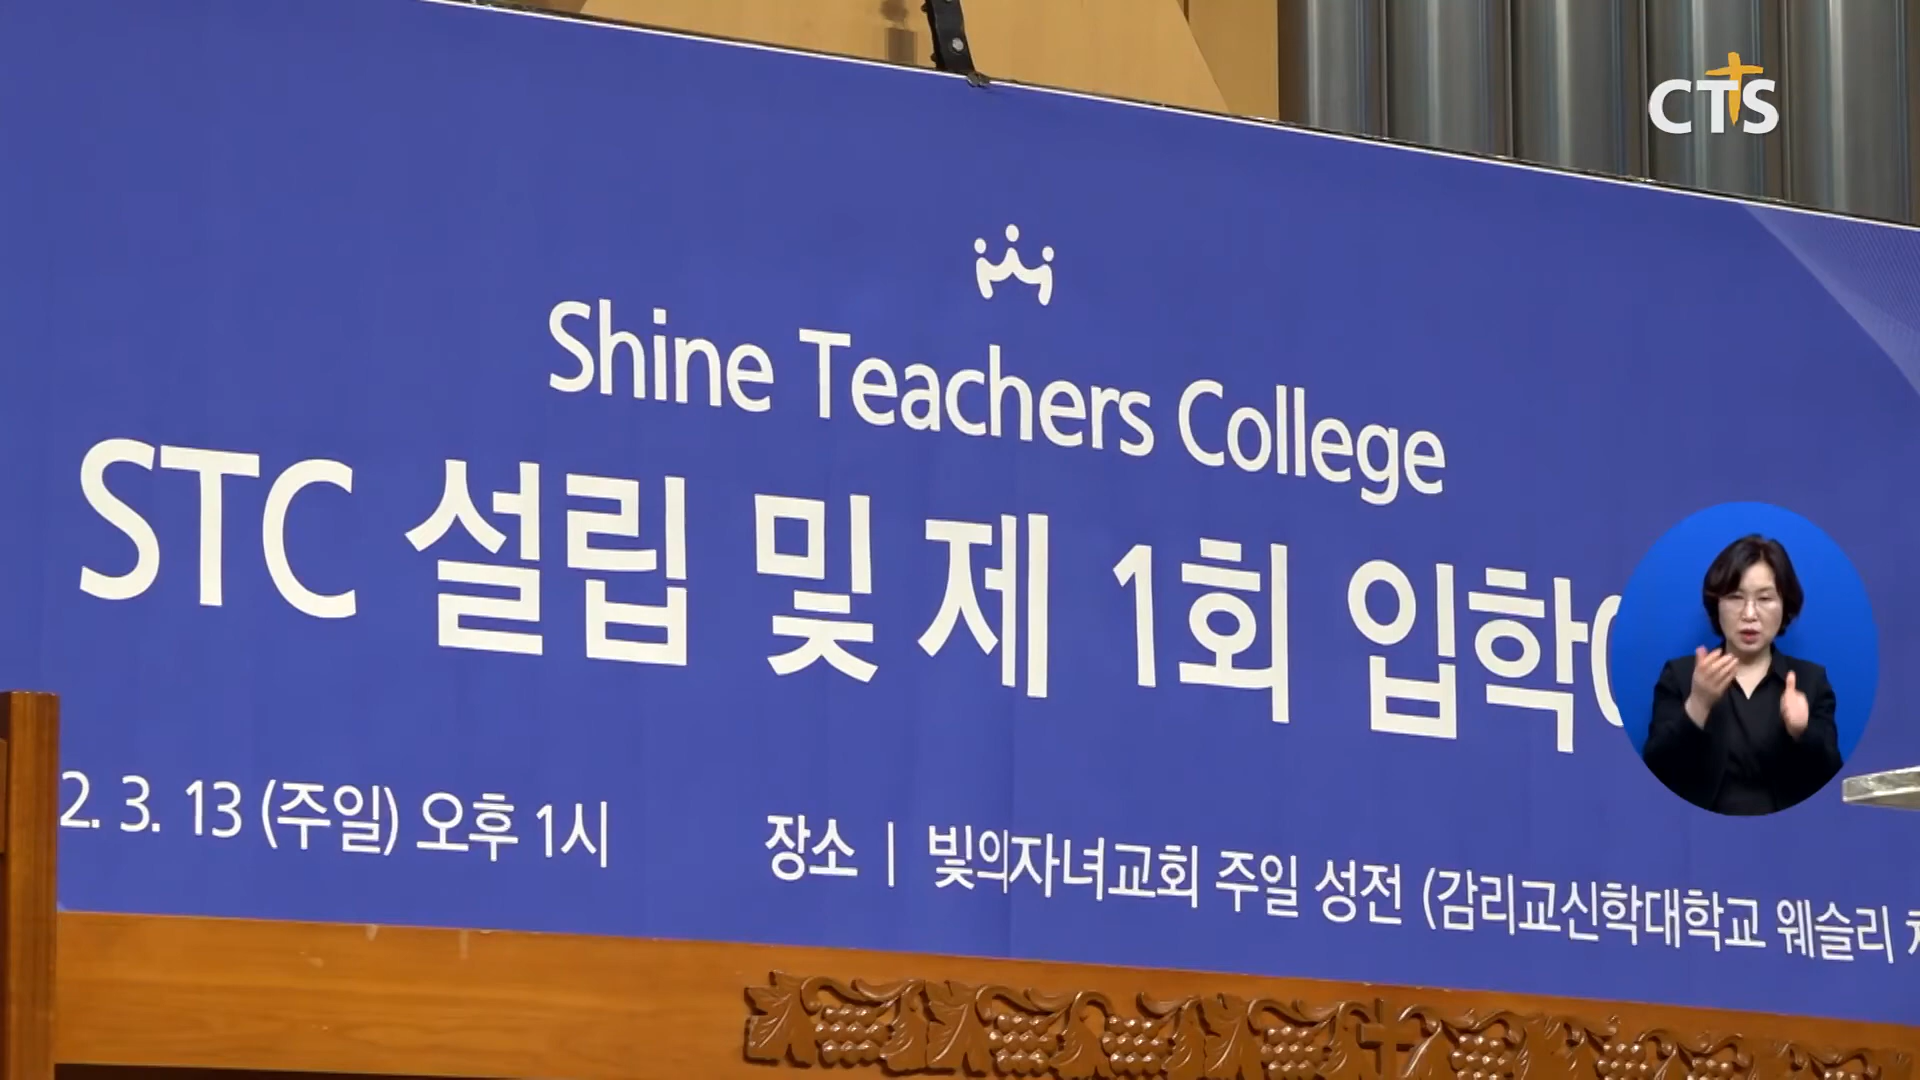 CTS
Shine Teachers College
STC 설립 및 제 1회 입학
2. 3. 13 (주일) 오후 1시 장소 | 빛의자녀교회 주일 성전 (감리교신학대학교 웨슬리